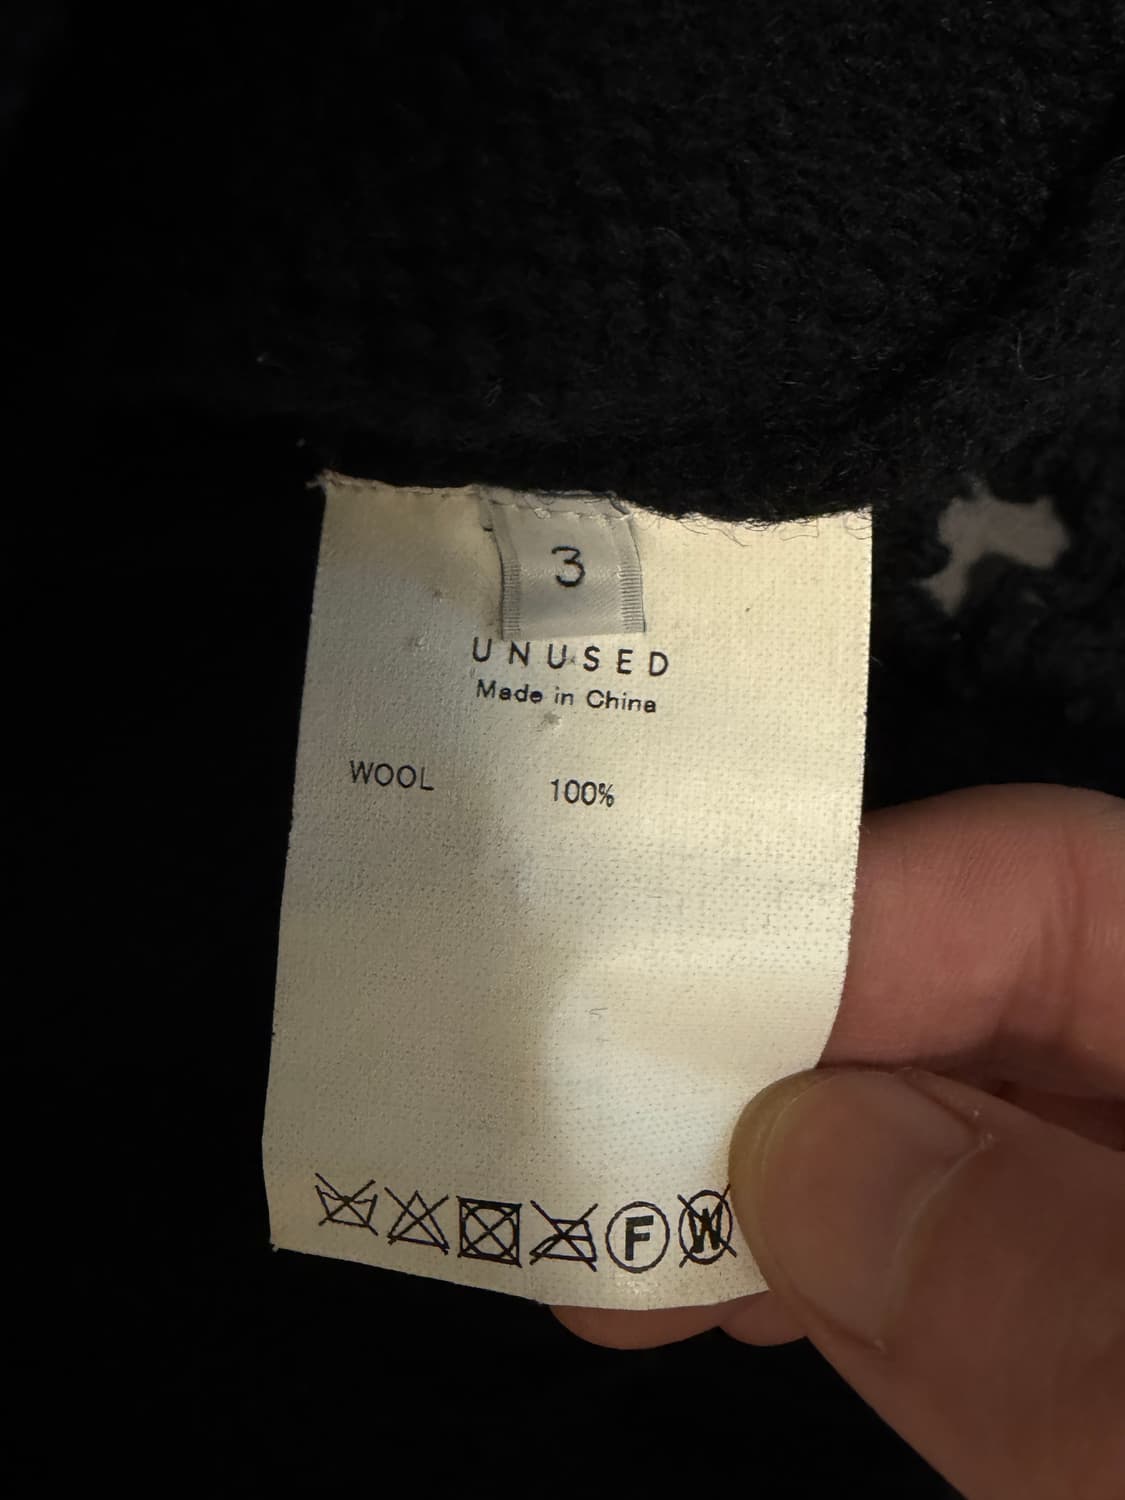 3
UNUSED
Made in China
WOOL 100%
F W